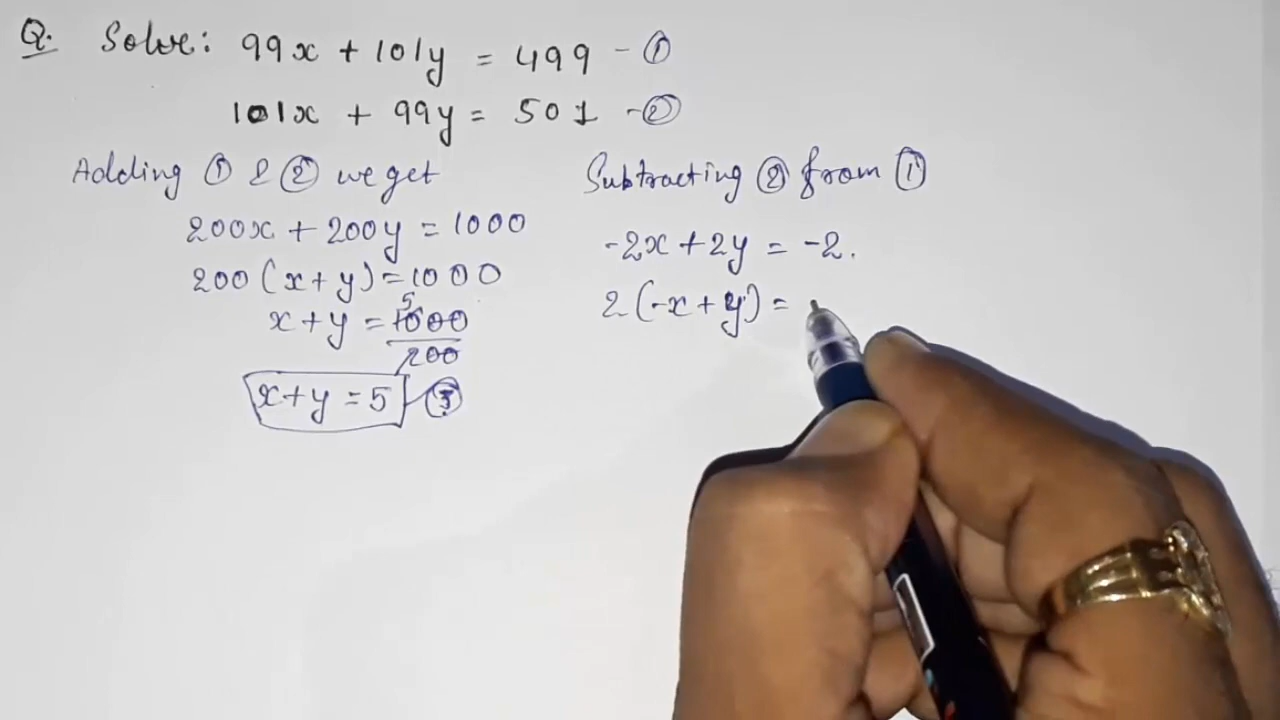 Q. Solve: 99x + 101y = 499 - ①
101x + 99y = 501 - ②
Adding ① & ② we get
200x + 200y = 1000
200 (x + y) = 1000
5
x + y = 1000
200
x + y = 5 - ③
Subtracting ② from ①
-2x + 2y = -2.
2 (-x + y) =